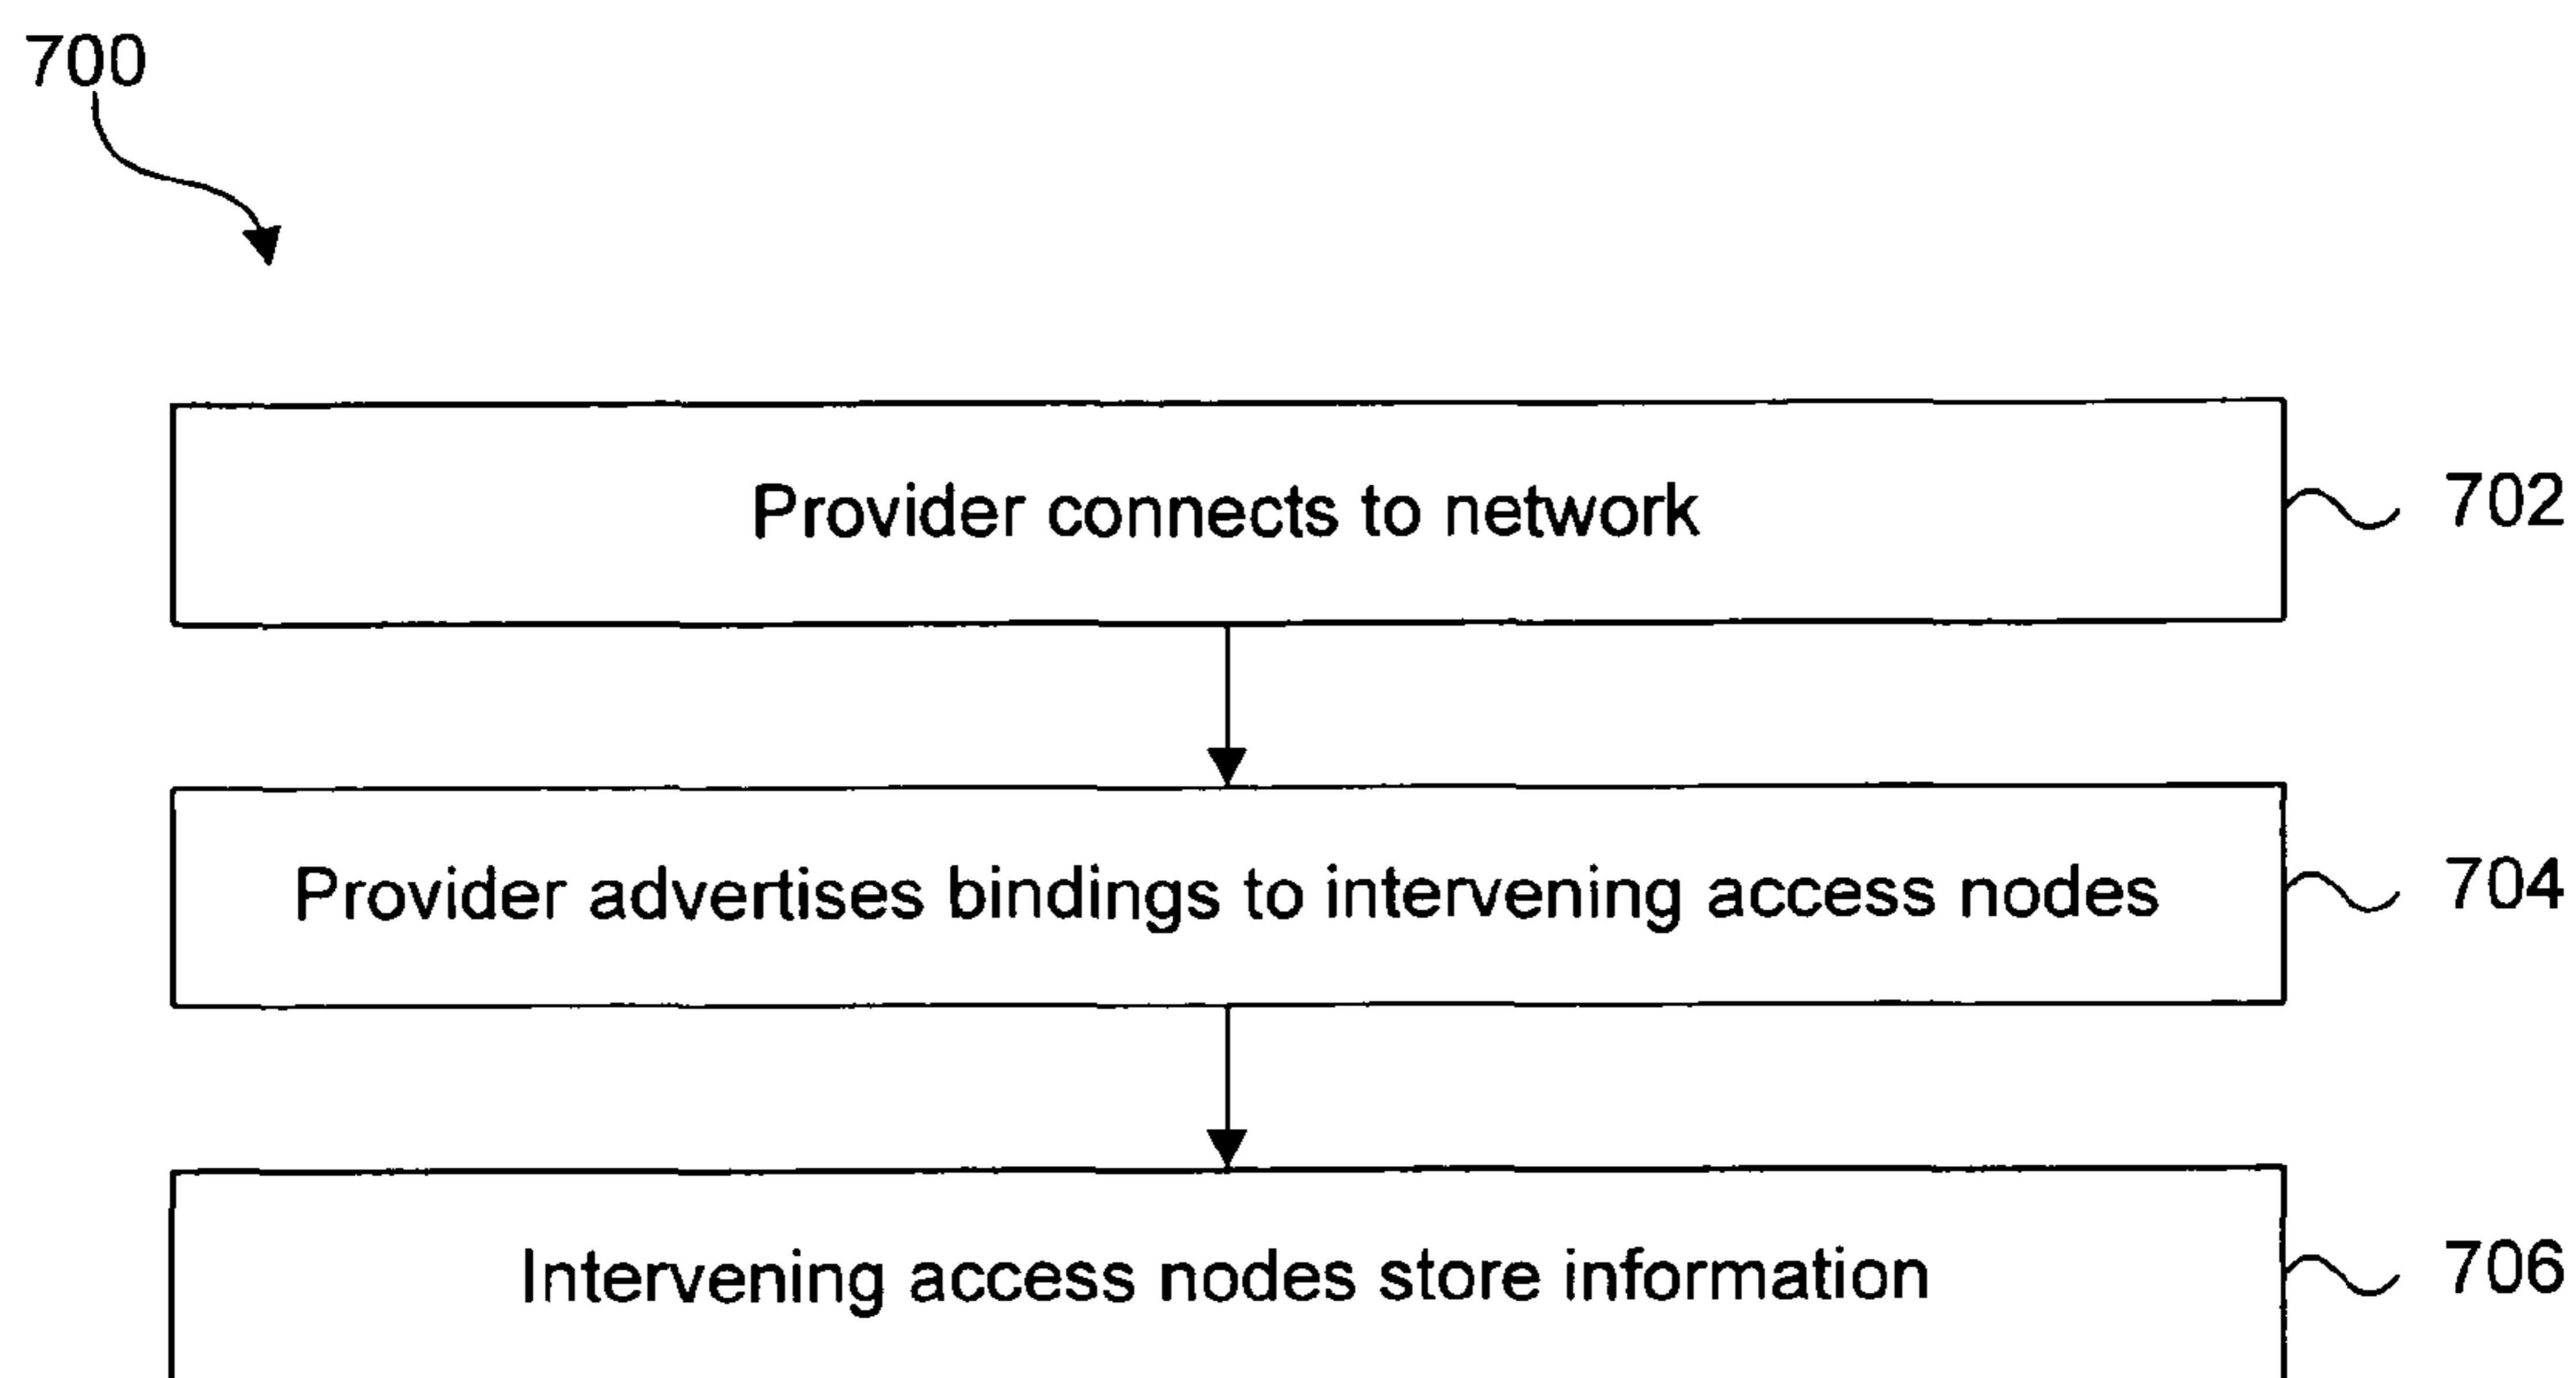 700
Provider connects to network
702
Provider advertises bindings to intervening access nodes
704
Intervening access nodes store information
706